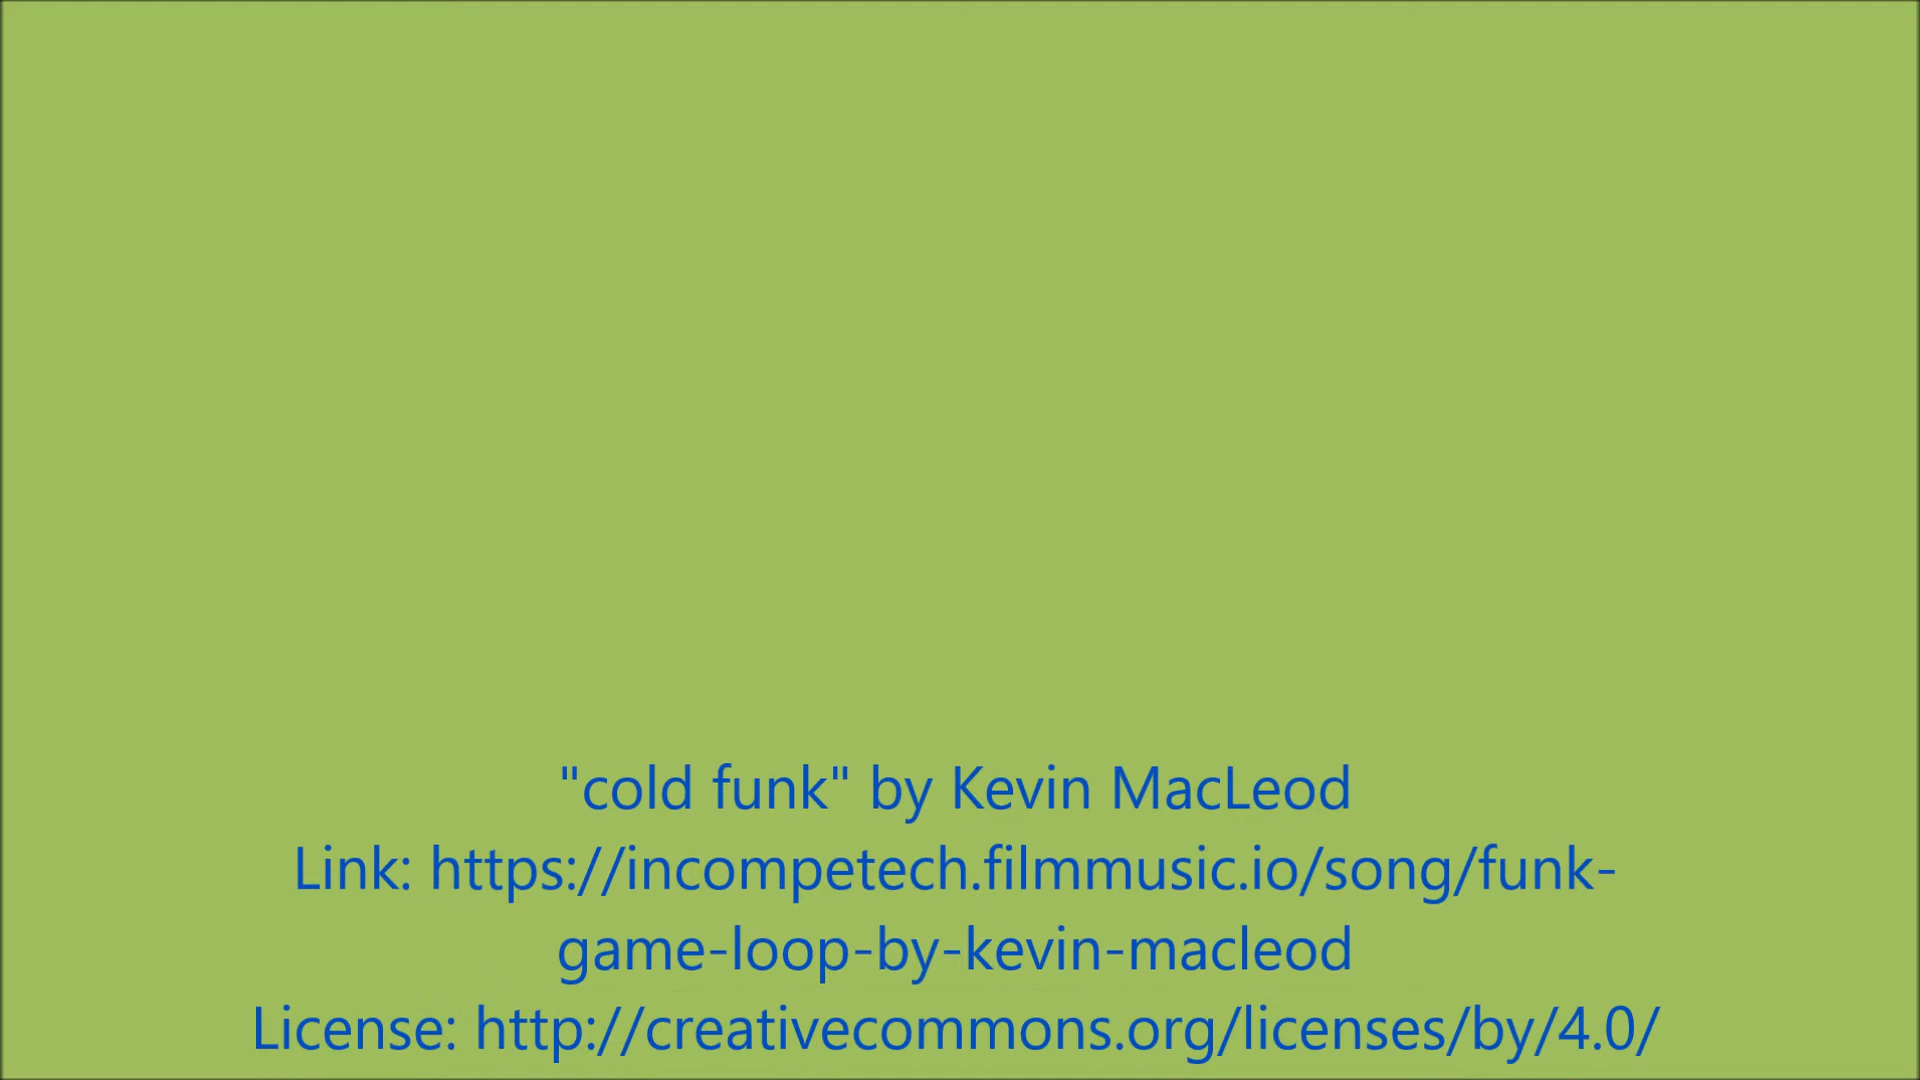 "cold funk" by Kevin MacLeod
Link: https://incompetech.filmmusic.io/song/funk-
game-loop-by-kevin-macleod
License: http://creativecommons.org/licenses/by/4.0/